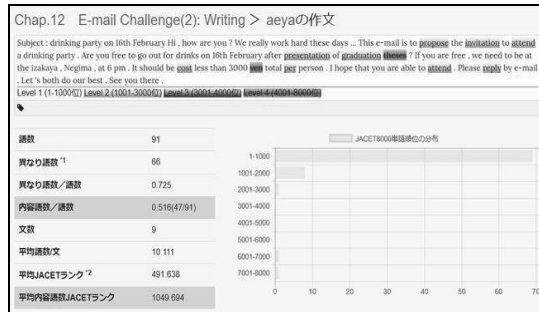 Chap.12 E-mail Challenge(2): Writing > aeyaの作文
Subject : drinking party on 16th February Hi , how are you ? We really work hard these days ... This e-mail is to propose the invitation to attend
a drinking party . Are you free to go out for drinks on 16th February after presentation of graduation theses ? If you are free . we need to be at
the izakaya , Negima , at 6 pm . It should be cost less than 3000 yen total per person . I hope that you are able to attend . Please reply by e-mail
. Let 's both do our best . See you there .
Level 1 (1-1000位) Level 2 (1001-3000位) Level 3 (3001-4000位) Level 4 (4001-8000位)
語数 91
異なり語数 *1 66
異なり語数/語数 0.725
内容語数/語数 0.516(47/91)
文数 9
平均語数/文 10.111
平均JACETランク *2 491.638
平均内容語数JACETランク 1049.694
JACET8000単語順位の分布
1-1000
1001-2000
2001-3000
3001-4000
4001-5000
5001-6000
6001-7000
7001-8000
0 10 20 30 40 50 60 70